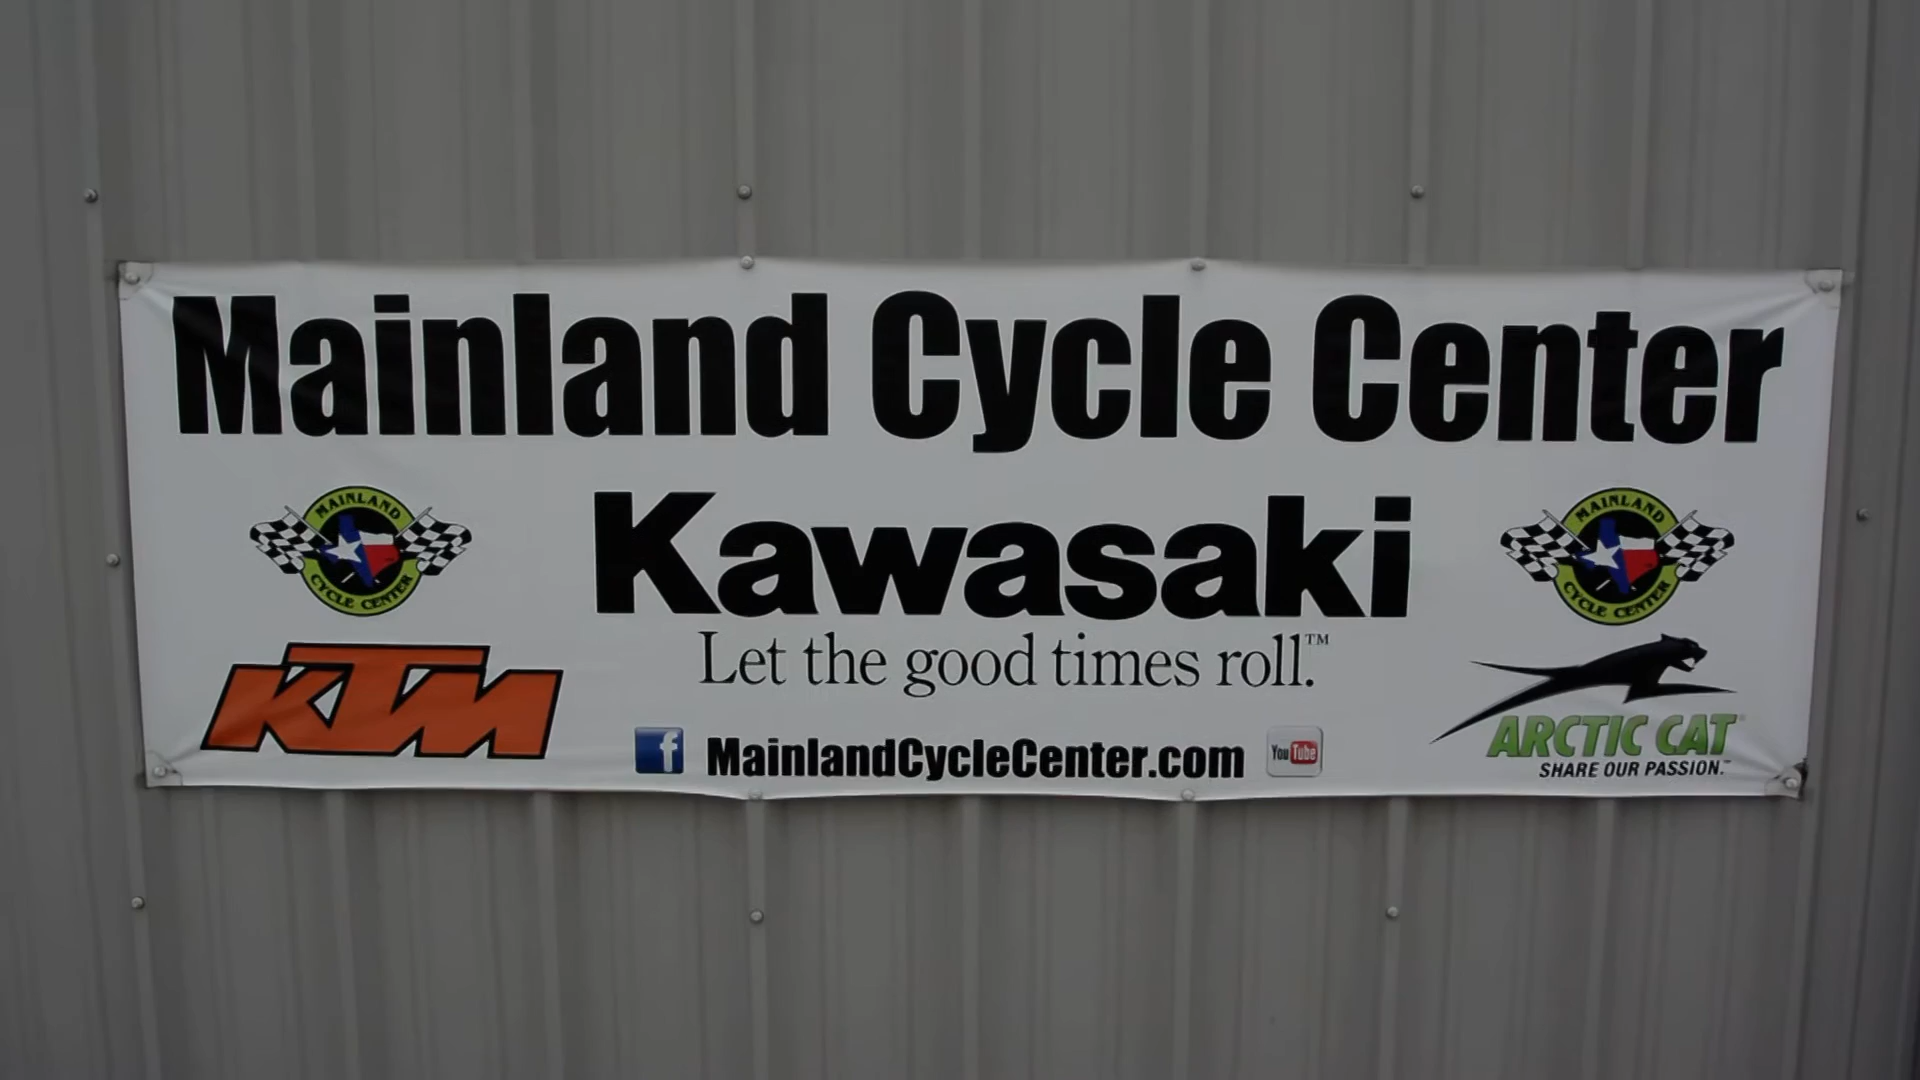 Mainland Cycle Center
MAINLAND
CYCLE CENTER
Kawasaki
MAINLAND
CYCLE CENTER
Let the good times roll.™
KTM
ARCTIC CAT
SHARE OUR PASSION.™
f MainlandCycleCenter.com YouTube